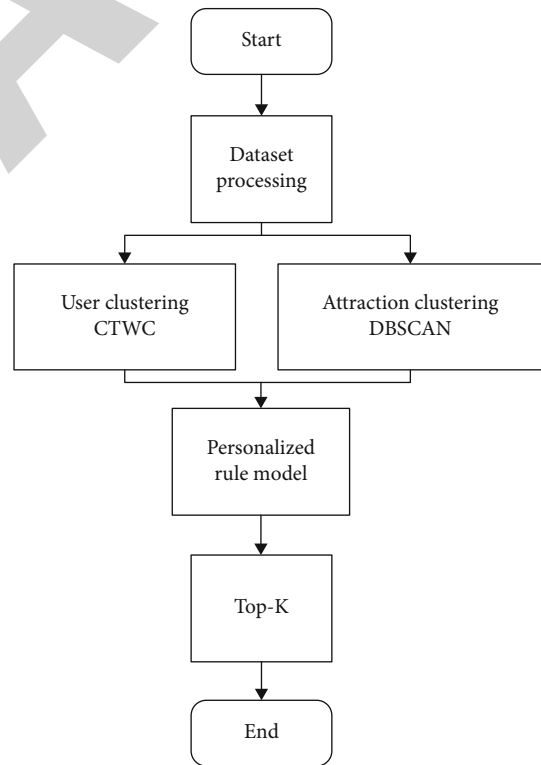 Start
Dataset
processing
User clustering
CTWC
Attraction clustering
DBSCAN
Personalized
rule model
Top-K
End